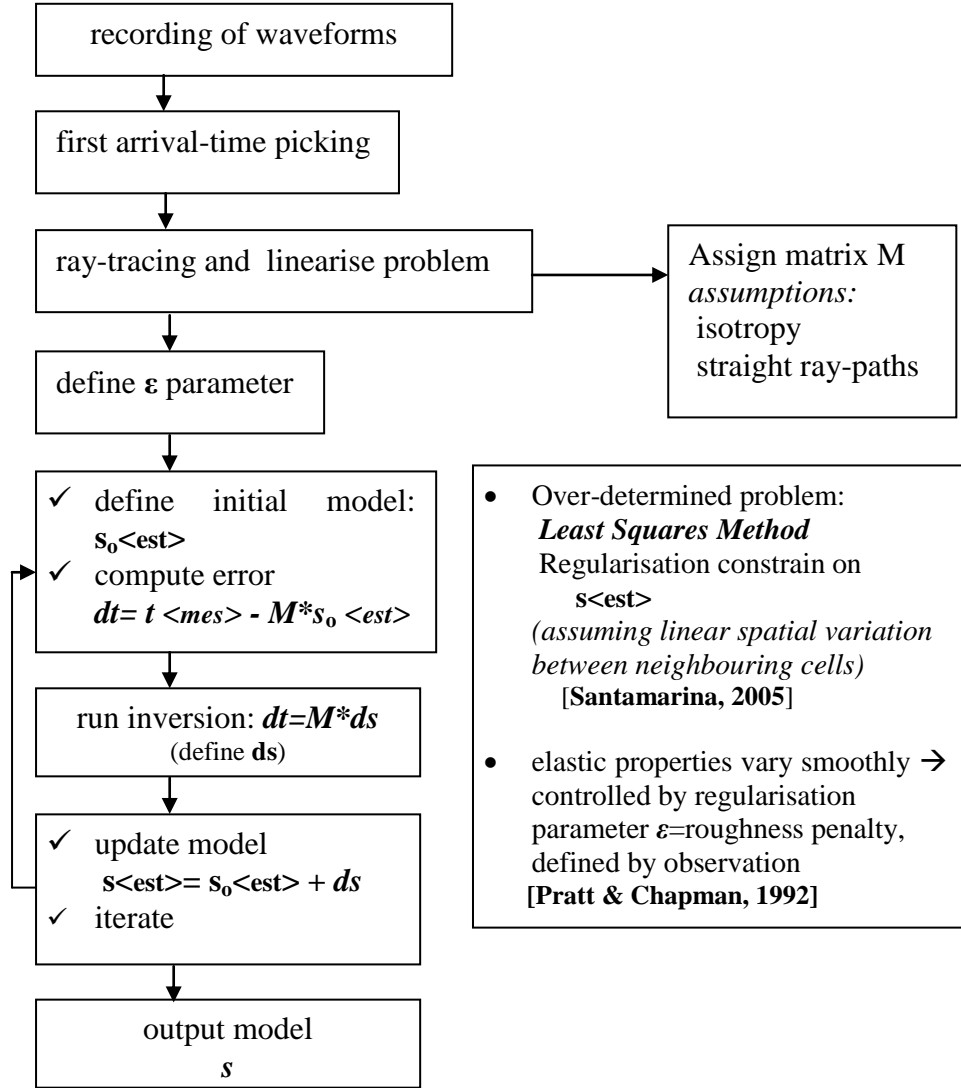 recording of waveforms
first arrival-time picking
ray-tracing and linearise problem
Assign matrix M
assumptions:
isotropy
straight ray-paths
define ε parameter
✓ define initial model:
sₒ<est>
✓ compute error
dt= t <mes> - M*sₒ <est>
run inversion: dt=M*ds
(define ds)
✓ update model
s<est>= sₒ<est> + ds
✓ iterate
output model
s
• Over-determined problem:
Least Squares Method
Regularisation constrain on
s<est>
(assuming linear spatial variation
between neighbouring cells)
[Santamarina, 2005]
• elastic properties vary smoothly →
controlled by regularisation
parameter ε=roughness penalty,
defined by observation
[Pratt & Chapman, 1992]